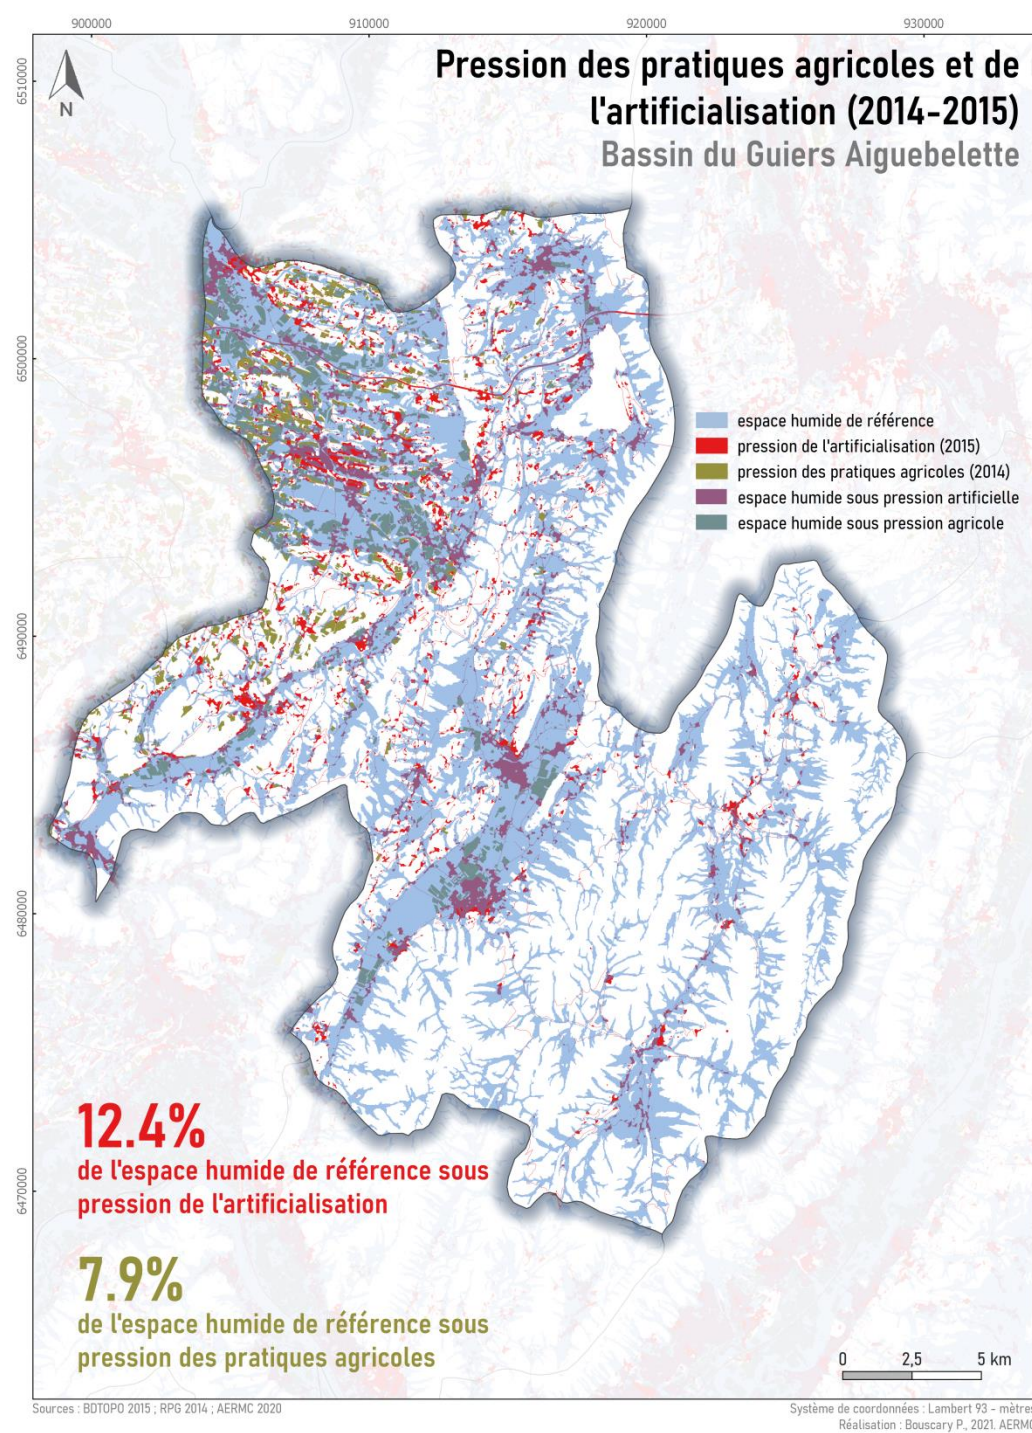 900000
910000
920000
930000
6510000
6500000
6490000
6480000
6470000
N
Pression des pratiques agricoles et de
l'artificialisation (2014-2015)
Bassin du Guiers Aiguebelette
espace humide de référence
pression de l'artificialisation (2015)
pression des pratiques agricoles (2014)
espace humide sous pression artificielle
espace humide sous pression agricole
12.4%
de l'espace humide de référence sous
pression de l'artificialisation
7.9%
de l'espace humide de référence sous
pression des pratiques agricoles
0 2,5 5 km
Sources : BDTOPO 2015 ; RPG 2014 ; AERMC 2020
Système de coordonnées : Lambert 93 - mètres
Réalisation : Bouscary P., 2021. AERMC